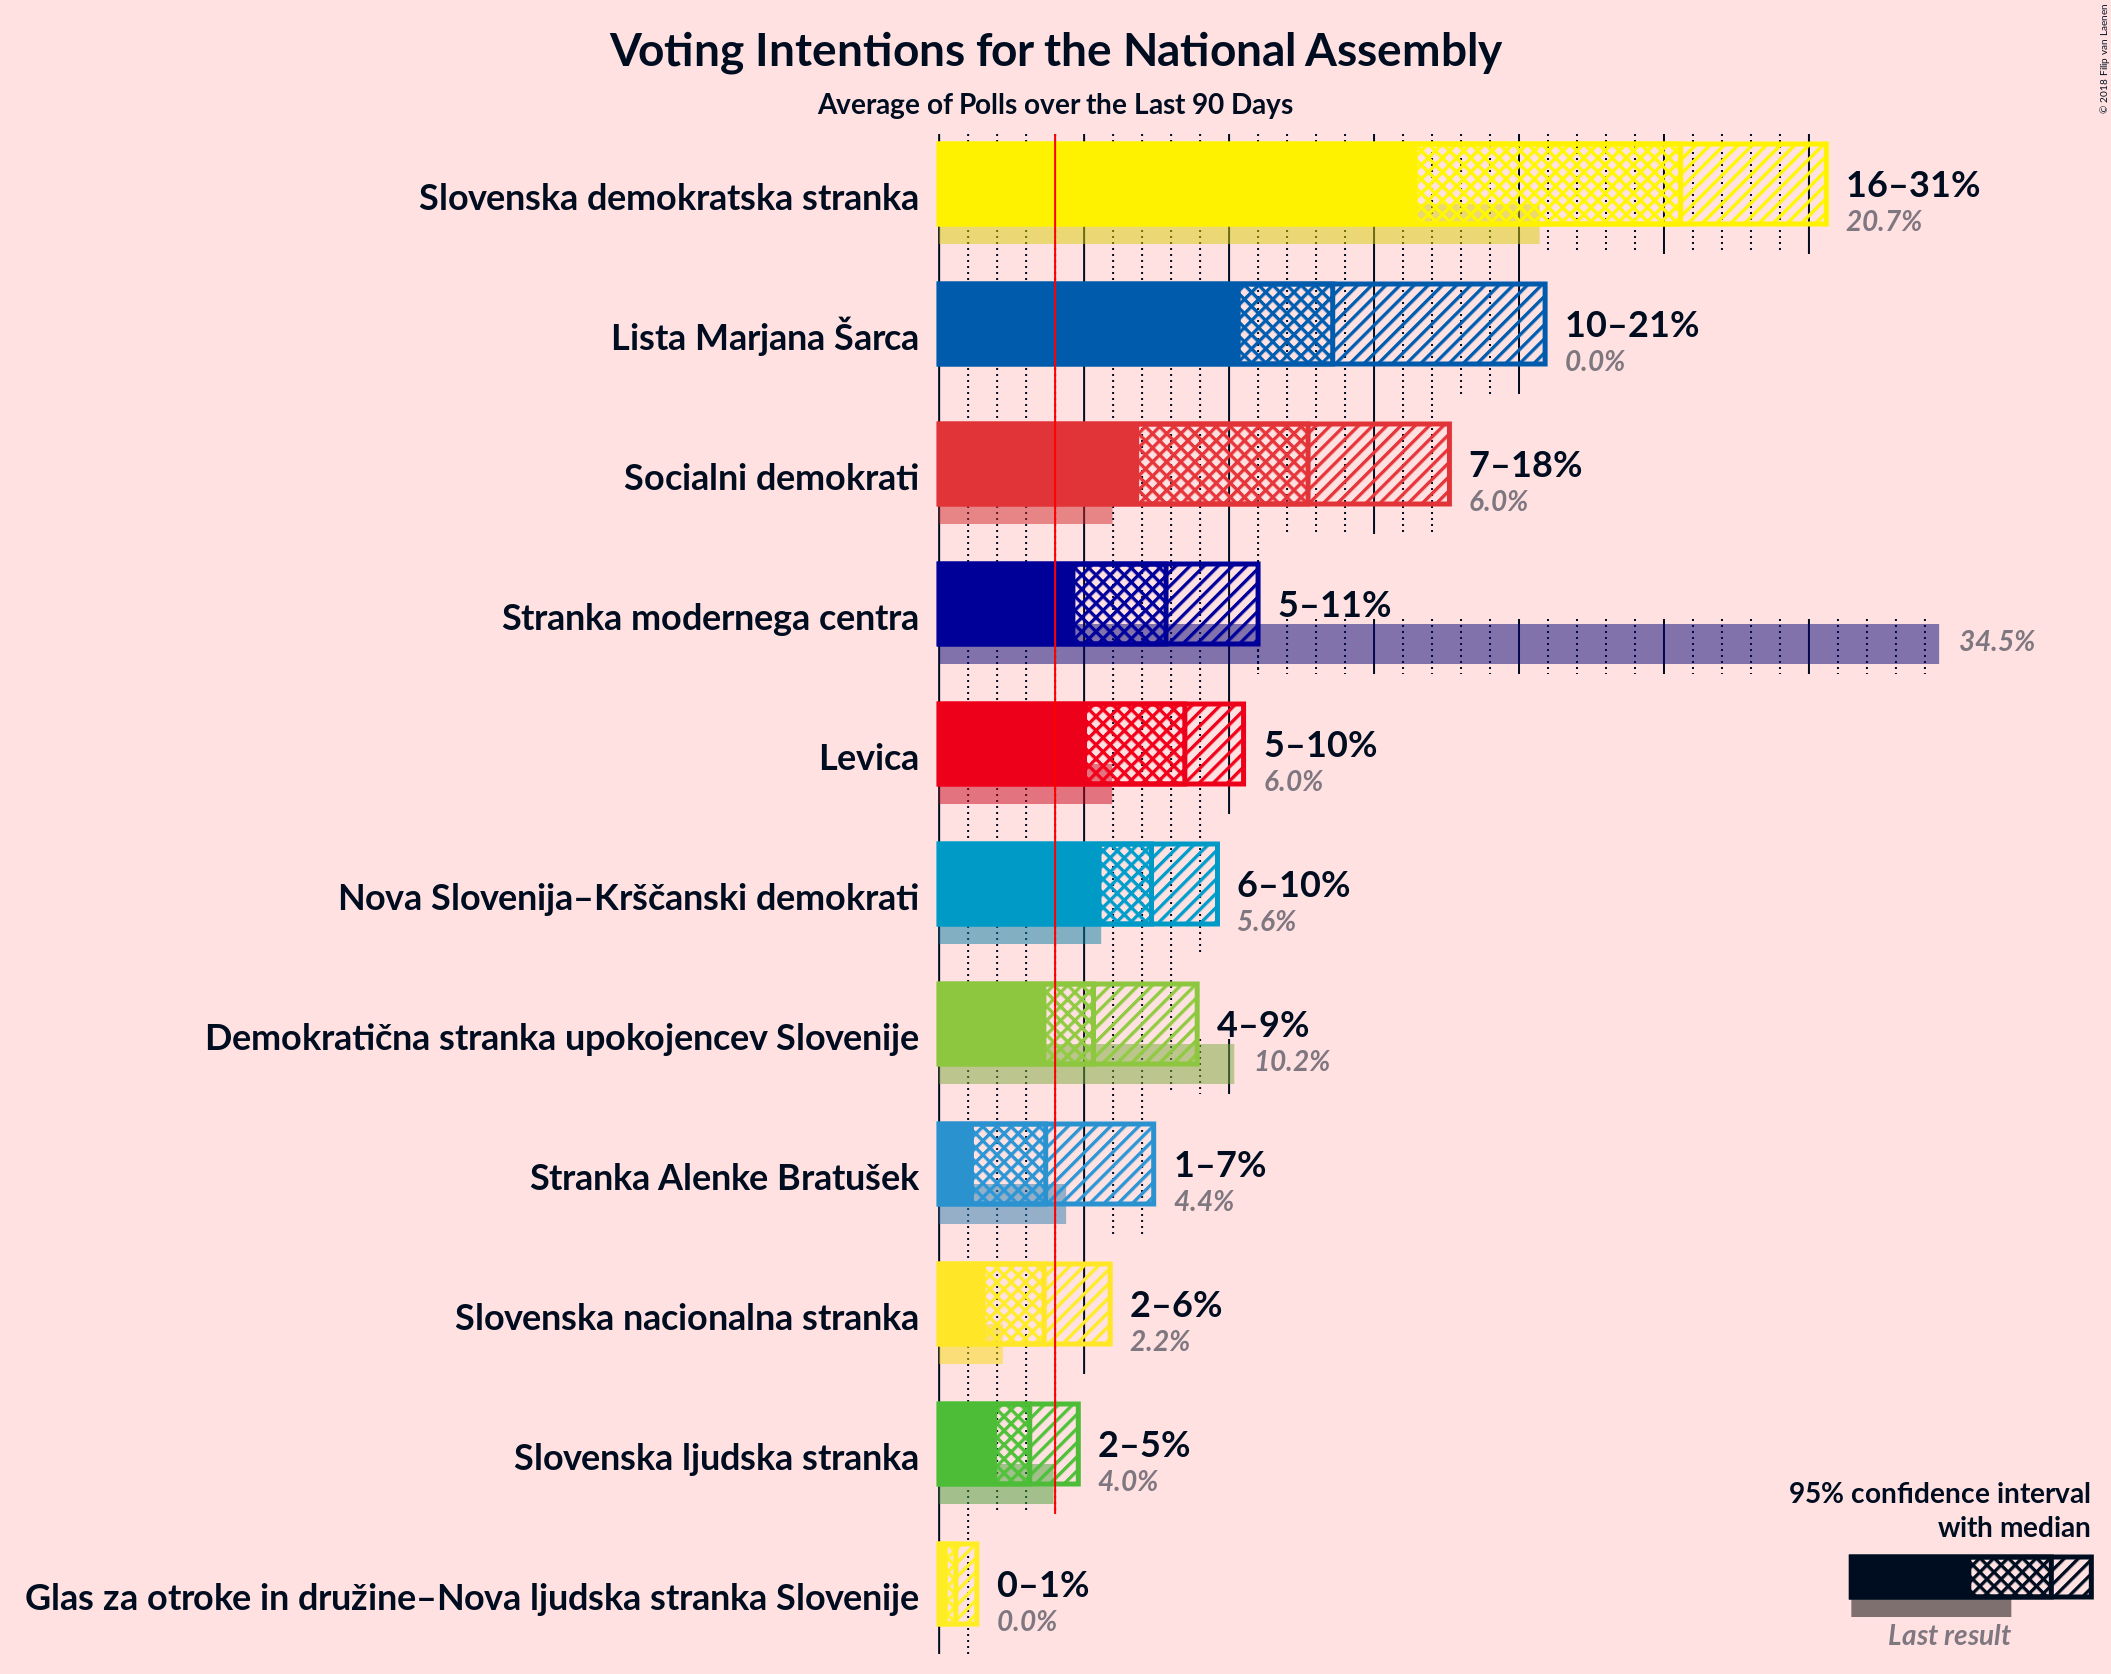 Voting Intentions for the National Assembly
Average of Polls over the Last 90 Days
© 2018 Filip van Laenen
Slovenska demokratska stranka
16–31%
20.7%
Lista Marjana Šarca
10–21%
0.0%
Socialni demokrati
7–18%
6.0%
Stranka modernega centra
5–11%
34.5%
Levica
5–10%
6.0%
Nova Slovenija–Krščanski demokrati
6–10%
5.6%
Demokratična stranka upokojencev Slovenije
4–9%
10.2%
Stranka Alenke Bratušek
1–7%
4.4%
Slovenska nacionalna stranka
2–6%
2.2%
Slovenska ljudska stranka
2–5%
4.0%
Glas za otroke in družine–Nova ljudska stranka Slovenije
0–1%
0.0%
95% confidence interval
with median
Last result